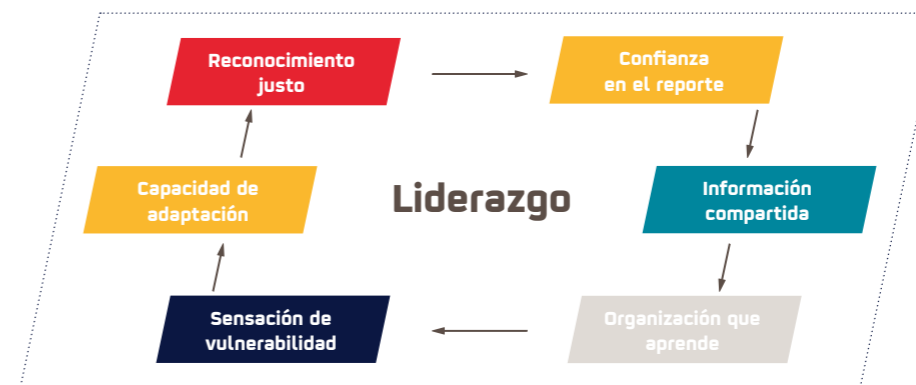 Reconocimiento
justo
Confianza
en el reporte
Capacidad de
adaptación
Liderazgo
Información
compartida
Sensación de
vulnerabilidad
Organización que
aprende